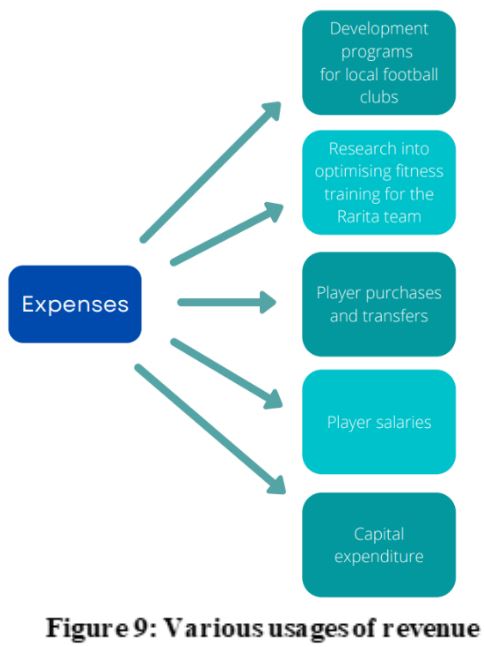 Development
programs
for local football
clubs
Research into
optimising fitness
training for the
Rarita team
Expenses
Player purchases
and transfers
Player salaries
Capital
expenditure
Figure 9: Various usages of revenue